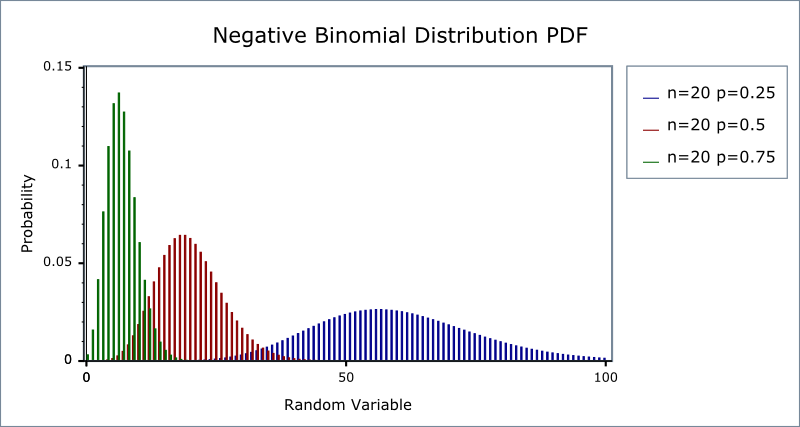 Negative Binomial Distribution PDF
0.15
0.1
0.05
0
0
50
100
Probability
Random Variable
n=20 p=0.25
n=20 p=0.5
n=20 p=0.75